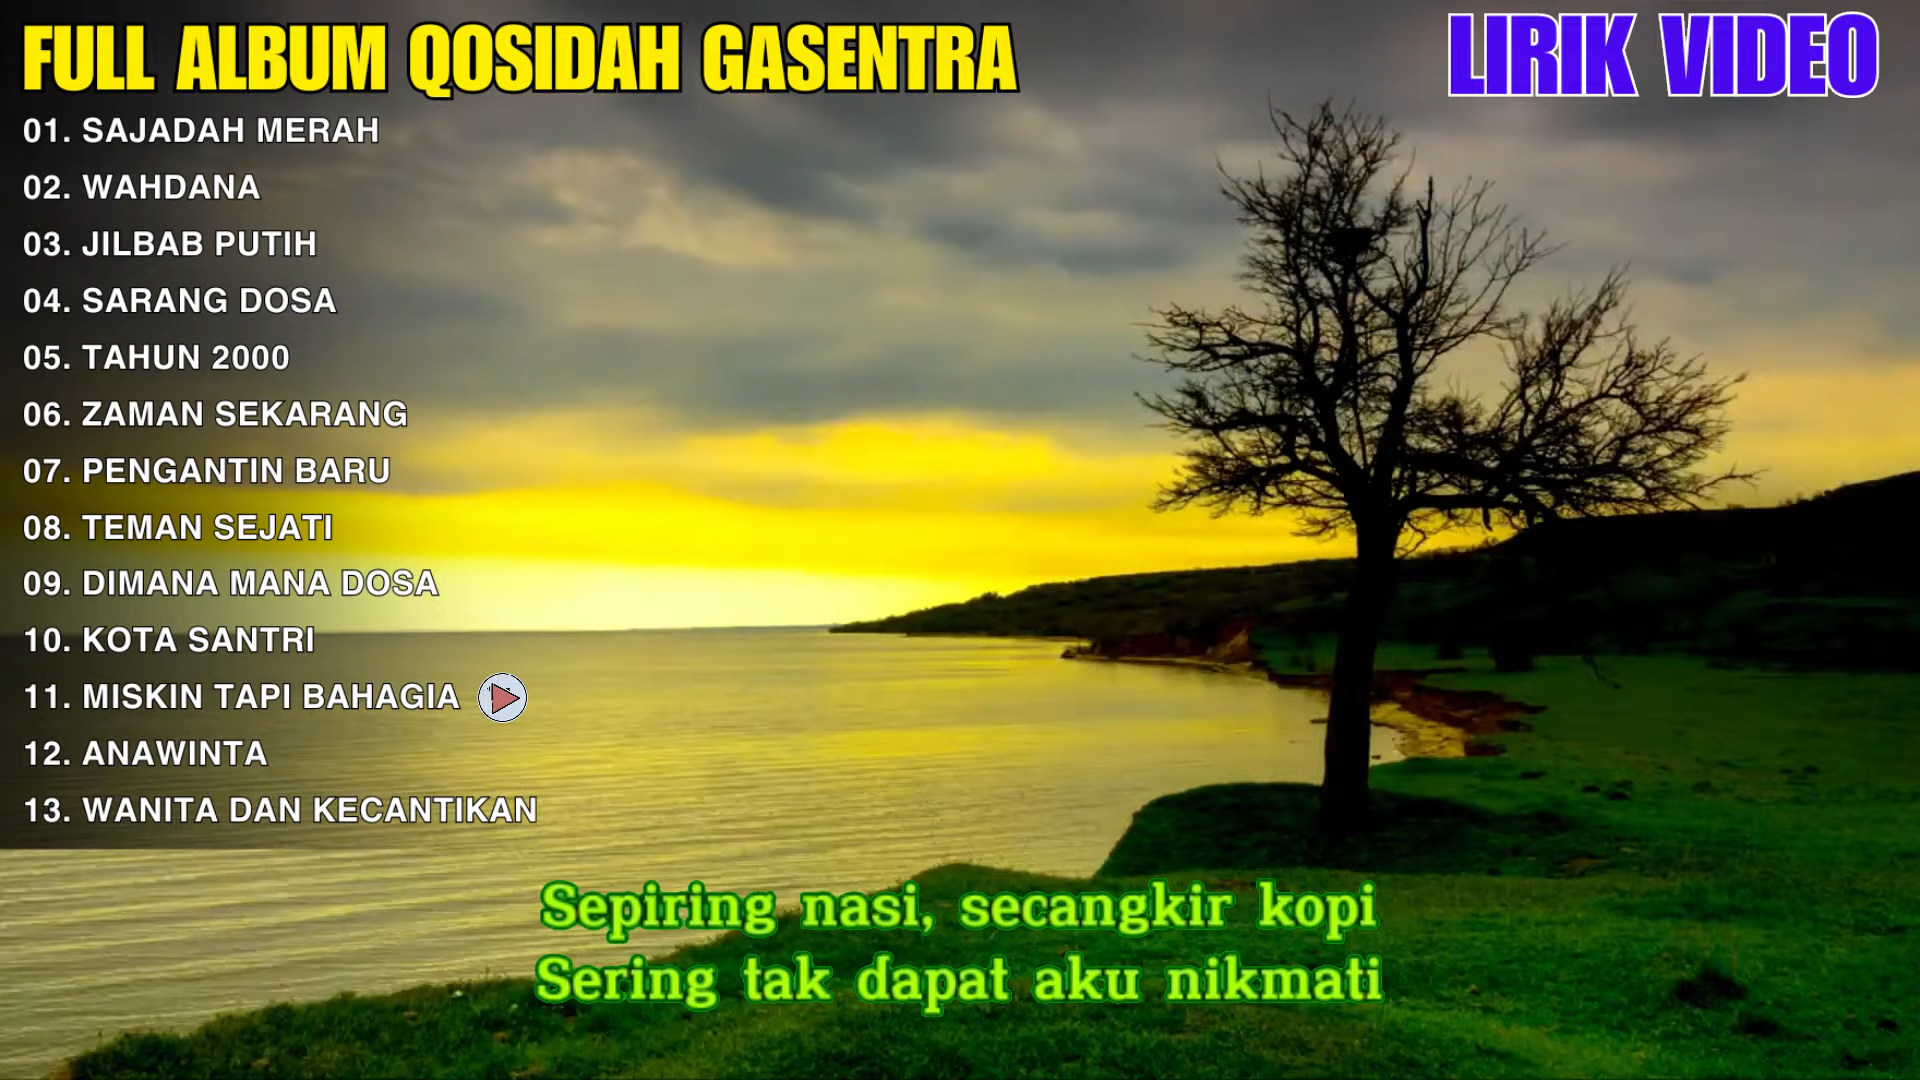 FULL ALBUM QOSIDAH GASENTRA
LIRIK VIDEO
01. SAJADAH MERAH
02. WAHDANA
03. JILBAB PUTIH
04. SARANG DOSA
05. TAHUN 2000
06. ZAMAN SEKARANG
07. PENGANTIN BARU
08. TEMAN SEJATI
09. DIMANA MANA DOSA
10. KOTA SANTRI
11. MISKIN TAPI BAHAGIA
12. ANAWINTA
13. WANITA DAN KECANTIKAN
Sepiring nasi, secangkir kopi
Sering tak dapat aku nikmati